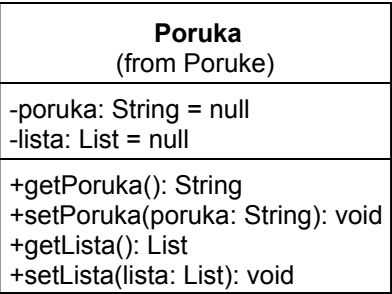 Poruka
(from Poruke)
-poruka: String = null
-lista: List = null
+getPoruka(): String
+setPoruka(poruka: String): void
+getLista(): List
+setLista(lista: List): void